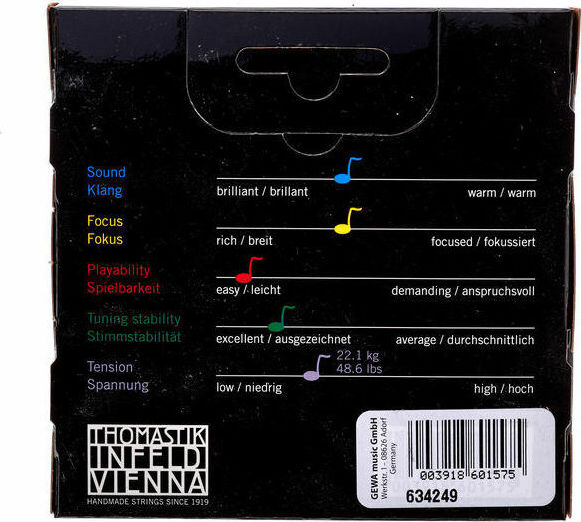 Sound
Klang
brilliant / brillant
warm / warm
Focus
Fokus
rich / breit
focused / fokussiert
Playability
Spielbarkeit
easy / leicht
demanding / anspruchsvoll
Tuning stability
Stimmstabilität
excellent / ausgezeichnet
average / durchschnittlich
Tension
Spannung
22.1 kg
48.6 lbs
low / niedrig
high / hoch
THOMASTIK
INFELD
VIENNA
HANDMADE STRINGS SINCE 1919
GEWA music GmbH
Werkstr. 1 - 08626 Adorf
Germany
003918 601575
634249